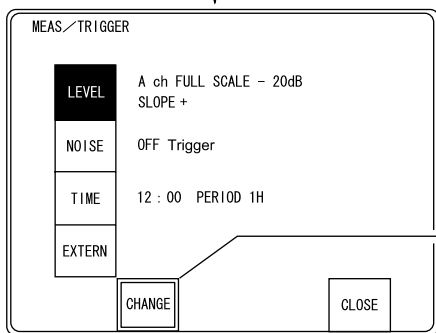 MEAS／TRIGGER
LEVEL
A ch FULL SCALE - 20dB
SLOPE +
NOISE
OFF Trigger
TIME
12 : 00 PERIOD 1H
EXTERN
CHANGE
CLOSE